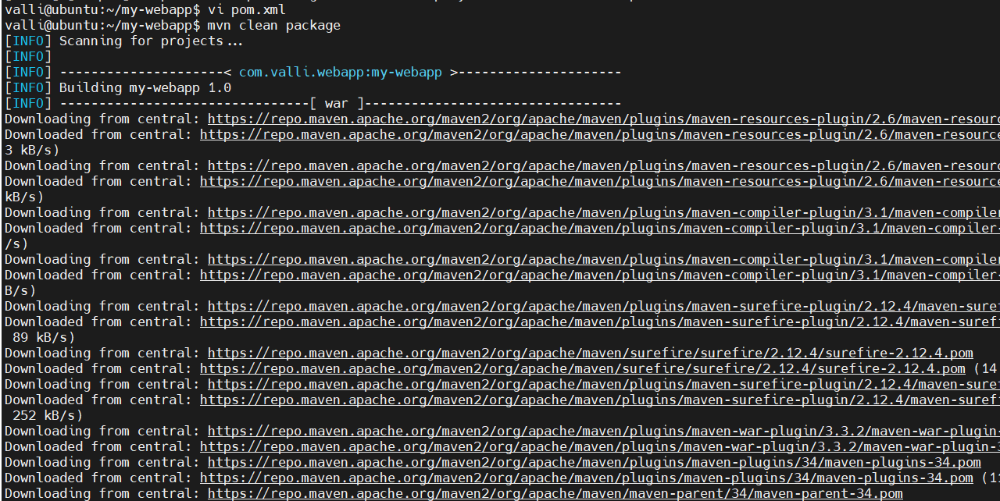 valli@ubuntu:~/my-webapp$ vi pom.xml
valli@ubuntu:~/my-webapp$ mvn clean package
[INFO] Scanning for projects...
[INFO]
[INFO] ---------------------< com.valli.webapp:my-webapp >---------------------
[INFO] Building my-webapp 1.0
[INFO] --------------------------------[ war ]---------------------------------
Downloading from central: https://repo.maven.apache.org/maven2/org/apache/maven/plugins/maven-resources-plugin/2.6/maven-resourc
Downloaded from central: https://repo.maven.apache.org/maven2/org/apache/maven/plugins/maven-resources-plugin/2.6/maven-resource
3 kB/s)
Downloading from central: https://repo.maven.apache.org/maven2/org/apache/maven/plugins/maven-resources-plugin/2.6/maven-resourc
Downloaded from central: https://repo.maven.apache.org/maven2/org/apache/maven/plugins/maven-resources-plugin/2.6/maven-resource
kB/s)
Downloading from central: https://repo.maven.apache.org/maven2/org/apache/maven/plugins/maven-compiler-plugin/3.1/maven-compiler
Downloaded from central: https://repo.maven.apache.org/maven2/org/apache/maven/plugins/maven-compiler-plugin/3.1/maven-compiler-
/s)
Downloading from central: https://repo.maven.apache.org/maven2/org/apache/maven/plugins/maven-compiler-plugin/3.1/maven-compiler
Downloaded from central: https://repo.maven.apache.org/maven2/org/apache/maven/plugins/maven-compiler-plugin/3.1/maven-compiler-
B/s)
Downloading from central: https://repo.maven.apache.org/maven2/org/apache/maven/plugins/maven-surefire-plugin/2.12.4/maven-suref
Downloaded from central: https://repo.maven.apache.org/maven2/org/apache/maven/plugins/maven-surefire-plugin/2.12.4/maven-suref
89 kB/s)
Downloading from central: https://repo.maven.apache.org/maven2/org/apache/maven/surefire/surefire/2.12.4/surefire-2.12.4.pom
Downloaded from central: https://repo.maven.apache.org/maven2/org/apache/maven/surefire/surefire/2.12.4/surefire-2.12.4.pom (14
Downloading from central: https://repo.maven.apache.org/maven2/org/apache/maven/plugins/maven-surefire-plugin/2.12.4/maven-suref
Downloaded from central: https://repo.maven.apache.org/maven2/org/apache/maven/plugins/maven-surefire-plugin/2.12.4/maven-suref
252 kB/s)
Downloading from central: https://repo.maven.apache.org/maven2/org/apache/maven/plugins/maven-war-plugin/3.3.2/maven-war-plugin-
Downloaded from central: https://repo.maven.apache.org/maven2/org/apache/maven/plugins/maven-war-plugin/3.3.2/maven-war-plugin-3
Downloading from central: https://repo.maven.apache.org/maven2/org/apache/maven/plugins/maven-plugins/34/maven-plugins-34.pom
Downloaded from central: https://repo.maven.apache.org/maven2/org/apache/maven/plugins/maven-plugins/34/maven-plugins-34.pom (11
Downloading from central: https://repo.maven.apache.org/maven2/org/apache/maven/maven-parent/34/maven-parent-34.pom